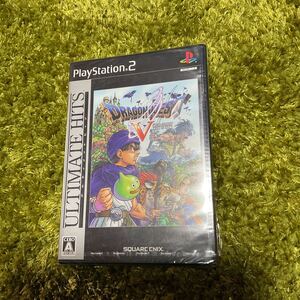 PlayStation.2
ULTIMATE HITS
DRAGON QUEST
V
SQUARE ENIX
A